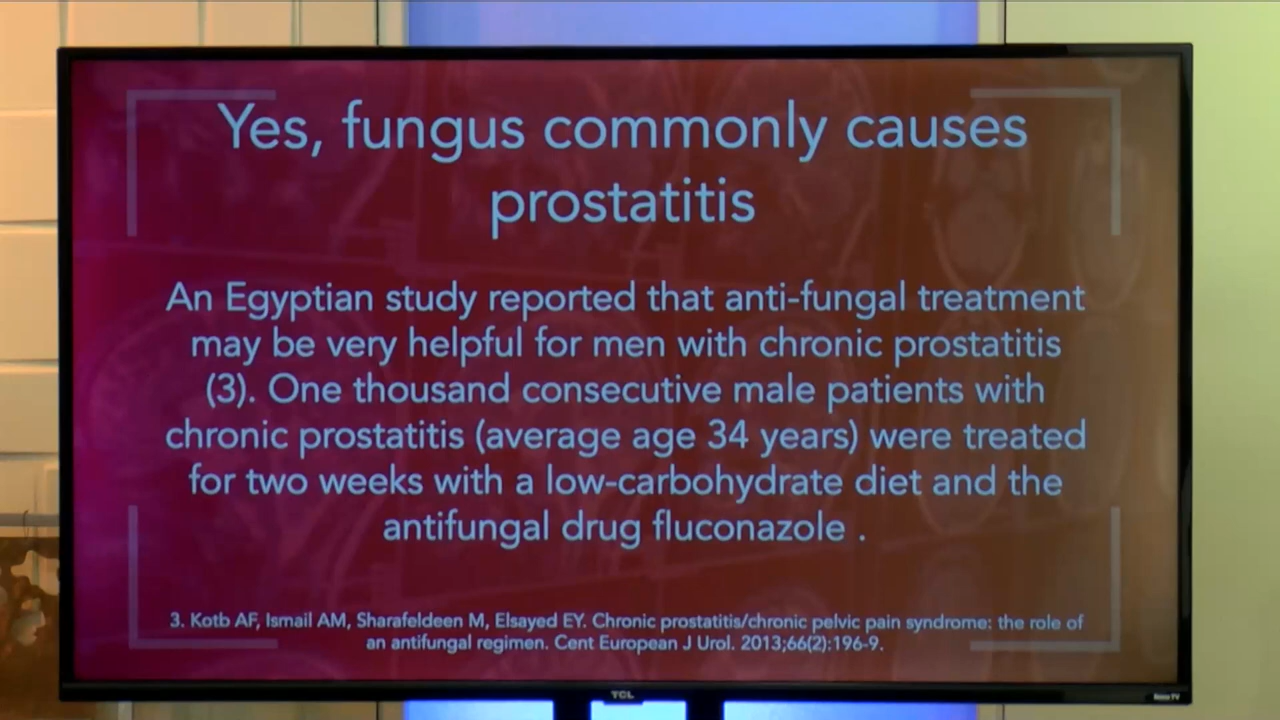 Yes, fungus commonly causes
prostatitis
An Egyptian study reported that anti-fungal treatment
may be very helpful for men with chronic prostatitis
(3). One thousand consecutive male patients with
chronic prostatitis (average age 34 years) were treated
for two weeks with a low-carbohydrate diet and the
antifungal drug fluconazole .
3. Kotb AF, Ismail AM, Sharafeldeen M, Elsayed EY. Chronic prostatitis/chronic pelvic pain syndrome: the role of
an antifungal regimen. Cent European J Urol. 2013;66(2):196-9.
TCL
Roku TV